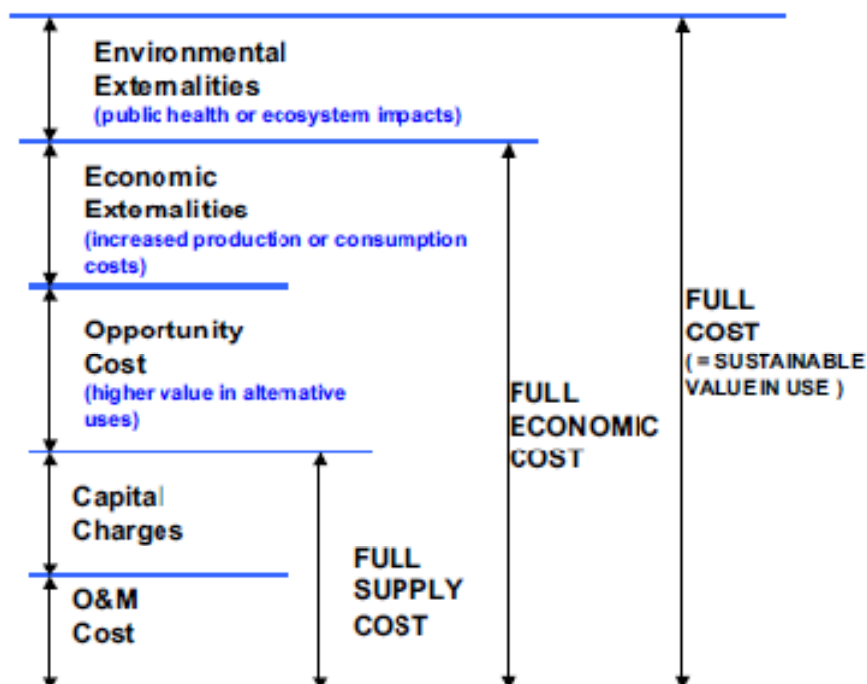 Environmental
Externalities
(public health or ecosystem impacts)
Economic
Externalities
(increased production or consumption
costs)
Opportunity
Cost
(higher value in alternative
uses)
Capital
Charges
O&M
Cost
FULL
SUPPLY
COST
FULL
ECONOMIC
COST
FULL
COST
( = SUSTAINABLE
VALUE IN USE )